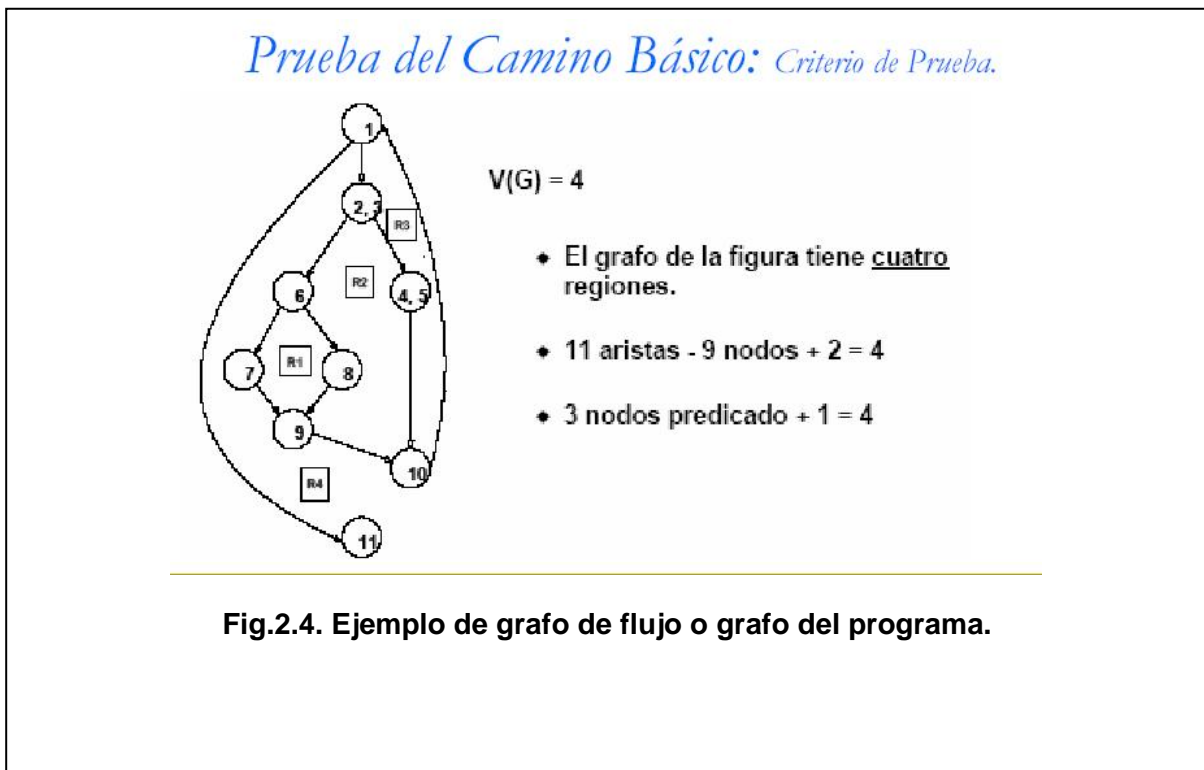 Prueba del Camino Básico: Criterio de Prueba.
1
2, 3
R3
R2
6
4, 5
R1
7
8
9
10
R4
11
V(G) = 4
El grafo de la figura tiene cuatro
regiones.
11 aristas - 9 nodos + 2 = 4
3 nodos predicado + 1 = 4
Fig.2.4. Ejemplo de grafo de flujo o grafo del programa.